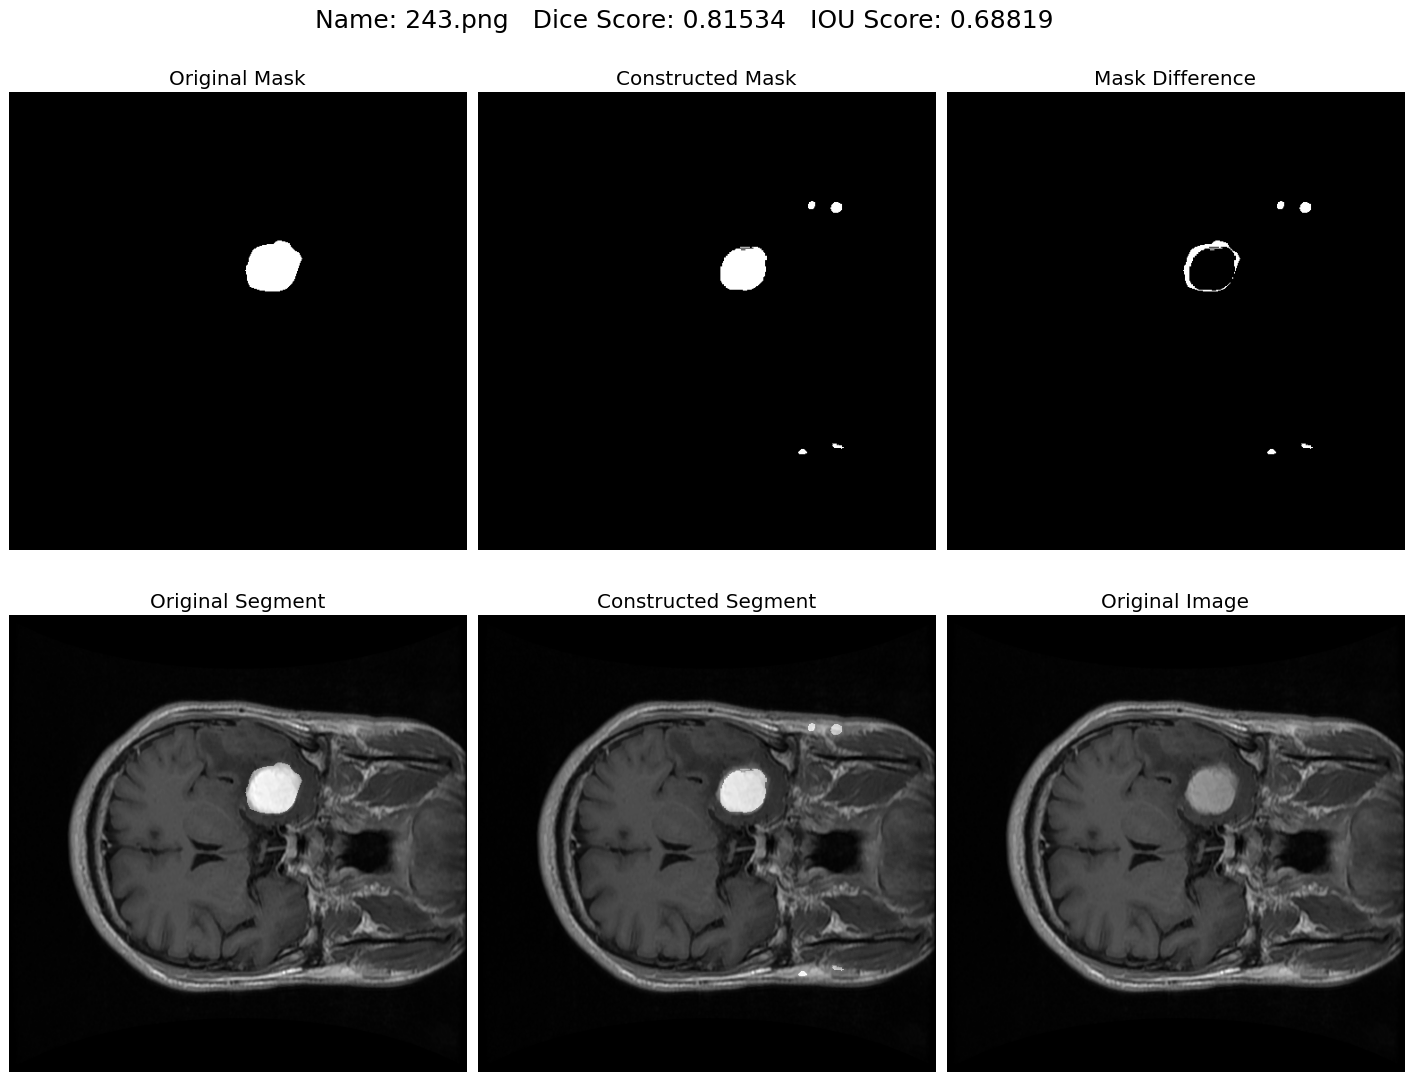 Name: 243.png   Dice Score: 0.81534   IOU Score: 0.68819
Original Mask
Constructed Mask
Mask Difference
Original Segment
Constructed Segment
Original Image